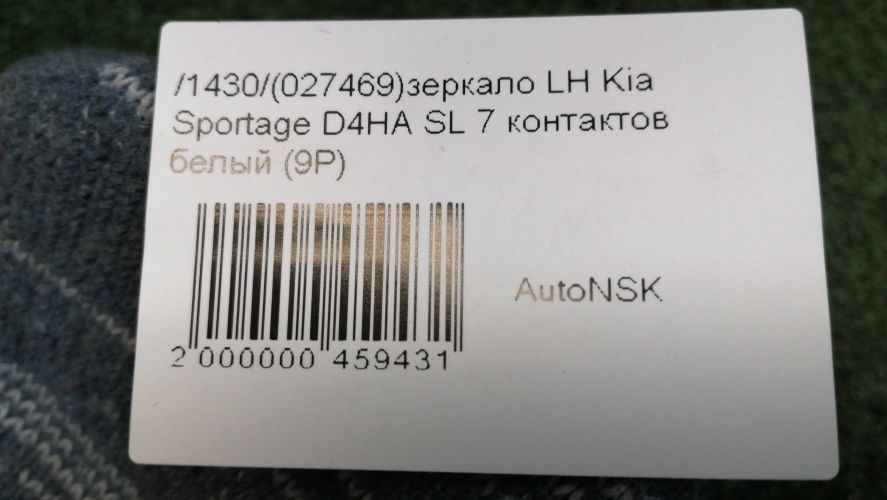 /1430/(027469)зеркало LH Kia
Sportage D4HA SL 7 контактов
белый (9P)
AutoNSK
2 000000 459431